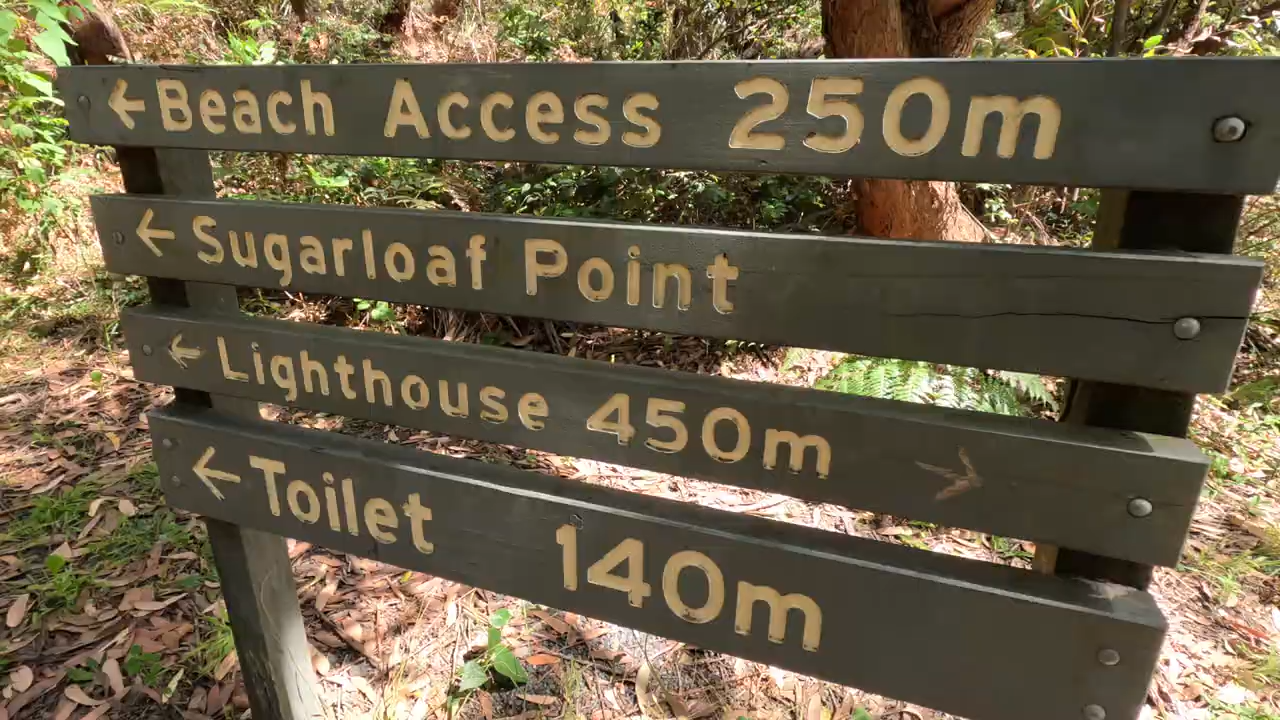 ← Beach Access 250m
← Sugarloaf Point
← Lighthouse 450m →
← Toilet 140m